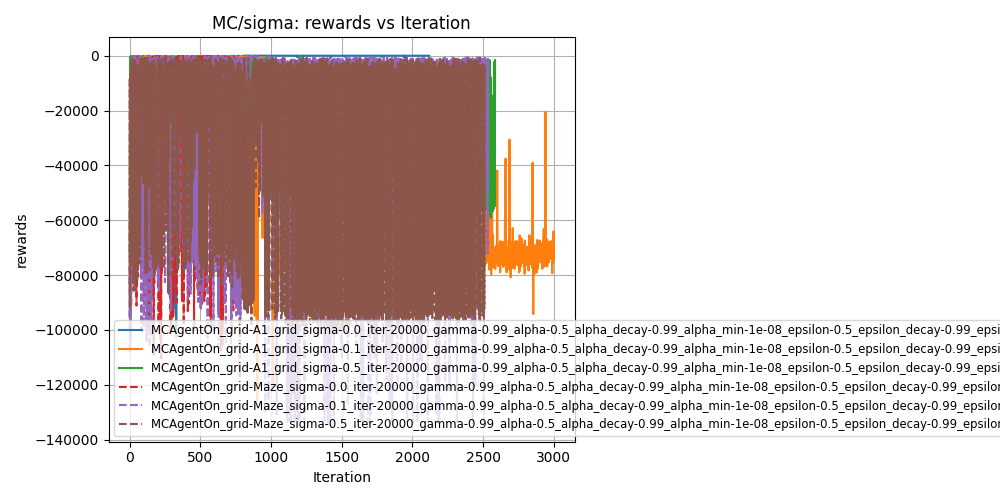 MC/sigma: rewards vs Iteration
0
−20000
−40000
−60000
−80000
−100000
−120000
−140000
rewards
MCAgentOn_grid-A1_grid_sigma-0.0_iter-20000_gamma-0.99_alpha-0.5_alpha_decay-0.99_alpha_min-1e-08_epsilon-0.5_epsilon_decay-0.99_epsi
MCAgentOn_grid-A1_grid_sigma-0.1_iter-20000_gamma-0.99_alpha-0.5_alpha_decay-0.99_alpha_min-1e-08_epsilon-0.5_epsilon_decay-0.99_epsi
MCAgentOn_grid-A1_grid_sigma-0.5_iter-20000_gamma-0.99_alpha-0.5_alpha_decay-0.99_alpha_min-1e-08_epsilon-0.5_epsilon_decay-0.99_epsi
MCAgentOn_grid-Maze_sigma-0.0_iter-20000_gamma-0.99_alpha-0.5_alpha_decay-0.99_alpha_min-1e-08_epsilon-0.5_epsilon_decay-0.99_epsilon
MCAgentOn_grid-Maze_sigma-0.1_iter-20000_gamma-0.99_alpha-0.5_alpha_decay-0.99_alpha_min-1e-08_epsilon-0.5_epsilon_decay-0.99_epsilon
MCAgentOn_grid-Maze_sigma-0.5_iter-20000_gamma-0.99_alpha-0.5_alpha_decay-0.99_alpha_min-1e-08_epsilon-0.5_epsilon_decay-0.99_epsilon
0 500 1000 1500 2000 2500 3000
Iteration